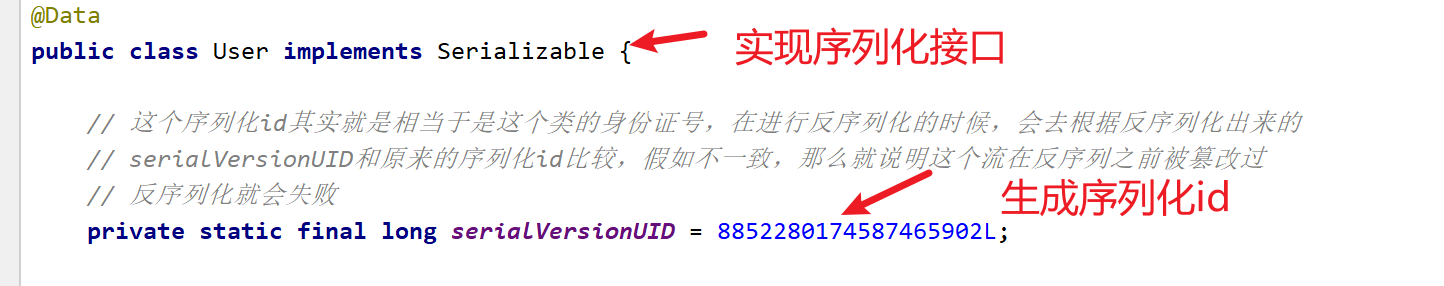 @Data
public class User implements Serializable {
实现序列化接口
// 这个序列化id其实就是相当于是这个类的身份证号，在进行反序列化的时候，会去根据反序列化出来的
// serialVersionUID和原来的序列化id比较，假如不一致，那么就说明这个流在反序列之前被篡改过
// 反序列化就会失败
生成序列化id
private static final long serialVersionUID = 8852280174587465902L;